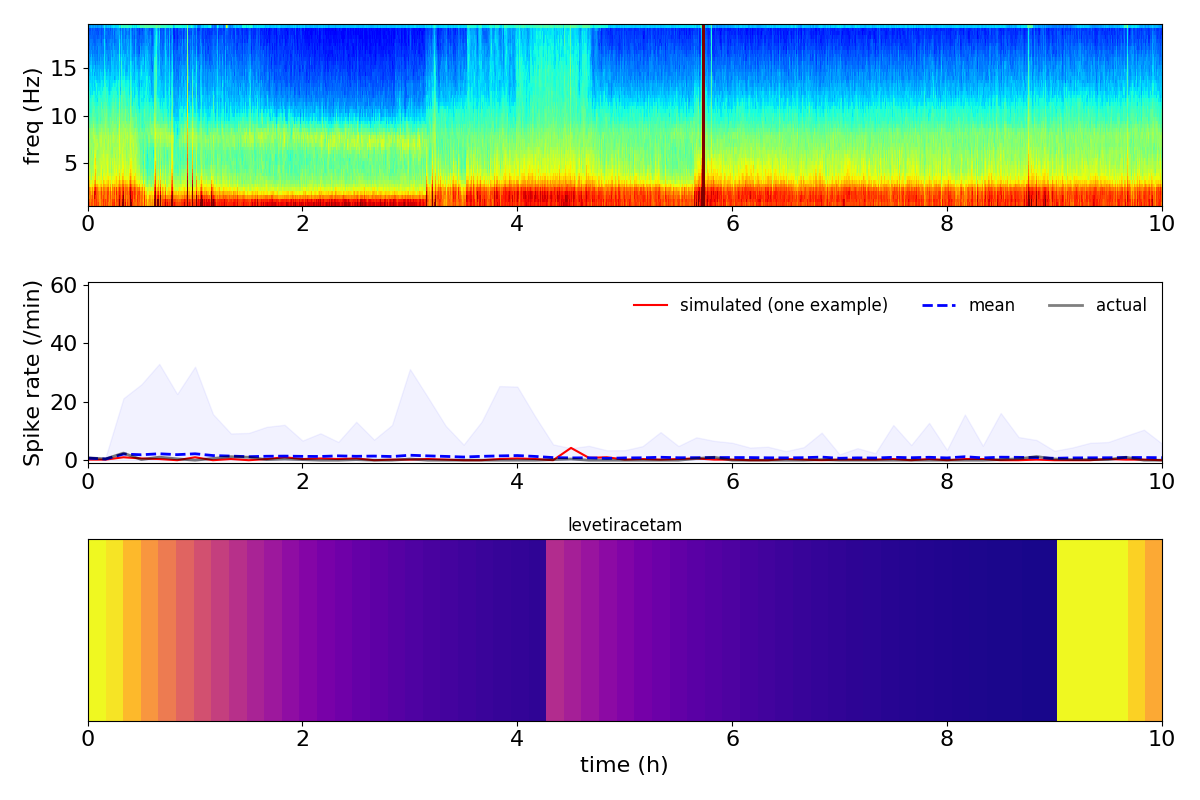 freq (Hz)
15
10
5
0 2 4 6 8 10
Spike rate (/min)
60
40
20
0
simulated (one example) mean actual
0 2 4 6 8 10
levetiracetam
0 2 4 6 8 10
time (h)